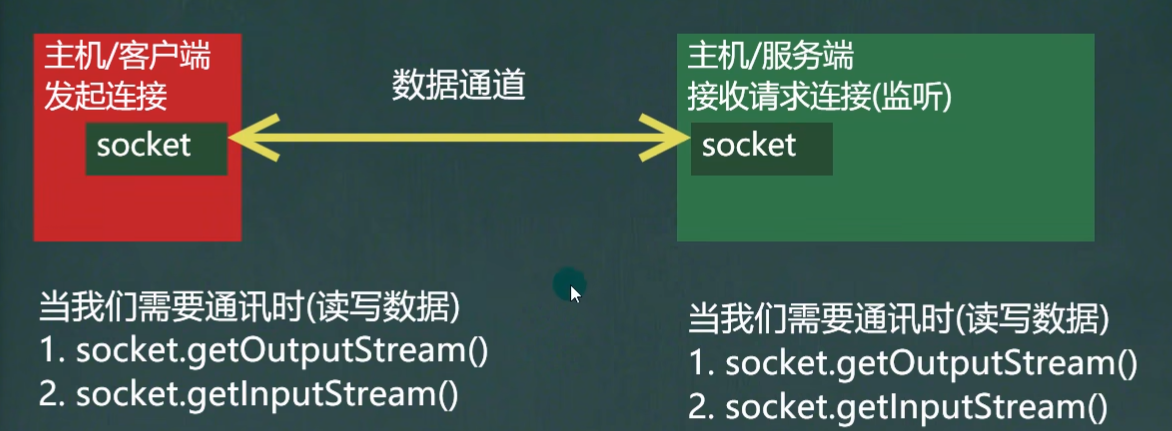 主机/客户端
发起连接
socket
数据通道
主机/服务端
接收请求连接(监听)
socket
当我们需要通讯时(读写数据)
1. socket.getOutputStream()
2. socket.getInputStream()
当我们需要通讯时(读写数据)
1. socket.getOutputStream()
2. socket.getInputStream()